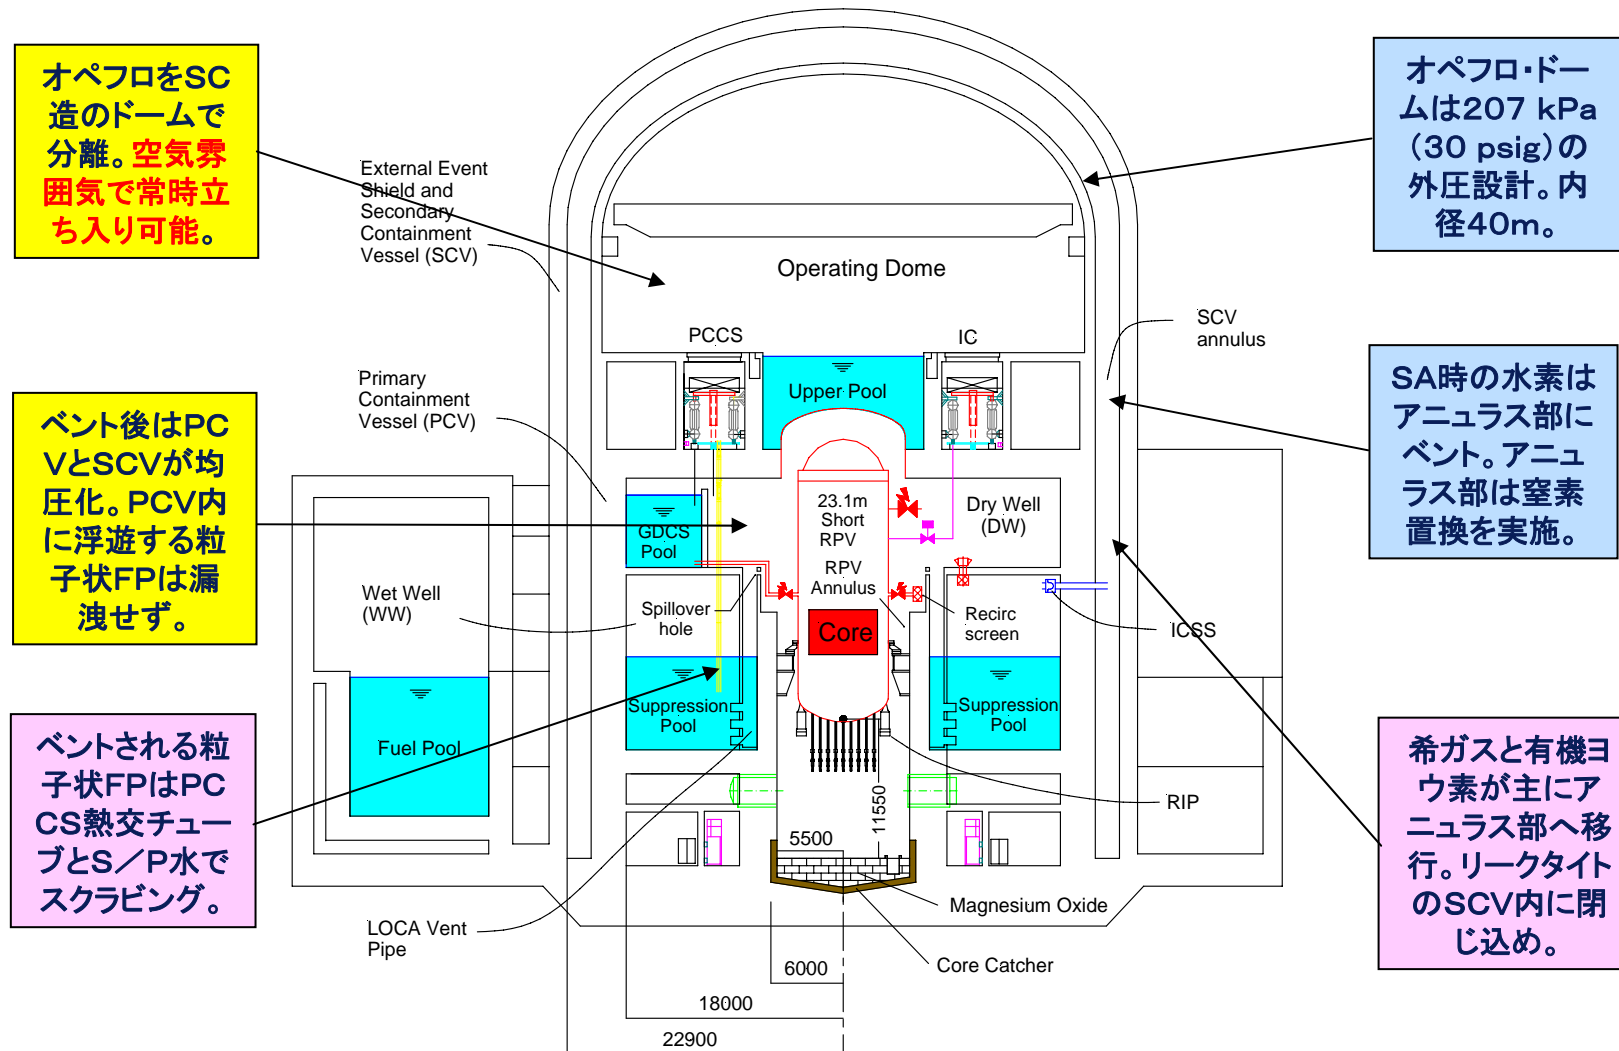 オペフロをSC
造のドームで
分離。空気雰
囲気で常時立
ち入り可能。
ベント後はPC
VとSCVが均
圧化。PCV内
に浮遊する粒
子状FPは漏
洩せず。
ベントされる粒
子状FPはPC
CS熱交チュー
ブとS／P水で
スクラビング。
オペフロ・ドー
ムは207 kPa
（30 psig）の
外圧設計。内
径40m。
SA時の水素は
アニュラス部に
ベント。アニュ
ラス部は窒素
置換を実施。
希ガスと有機ヨ
ウ素が主にア
ニュラス部へ移
行。リークタイト
のSCV内に閉
じ込め。
External Event
Shield and
Secondary
Containment
Vessel (SCV)
Operating Dome
PCCS
IC
SCV
annulus
Upper Pool
Primary
Containment
Vessel (PCV)
23.1m
Short
RPV
Dry Well
(DW)
GDCS
Pool
RPV
Annulus
Wet Well
(WW)
Spillover
hole
Recirc
screen
ICSS
Core
Suppression
Pool
Suppression
Pool
Fuel Pool
RIP
11550
5500
Magnesium Oxide
LOCA Vent
Pipe
Core Catcher
6000
18000
22900